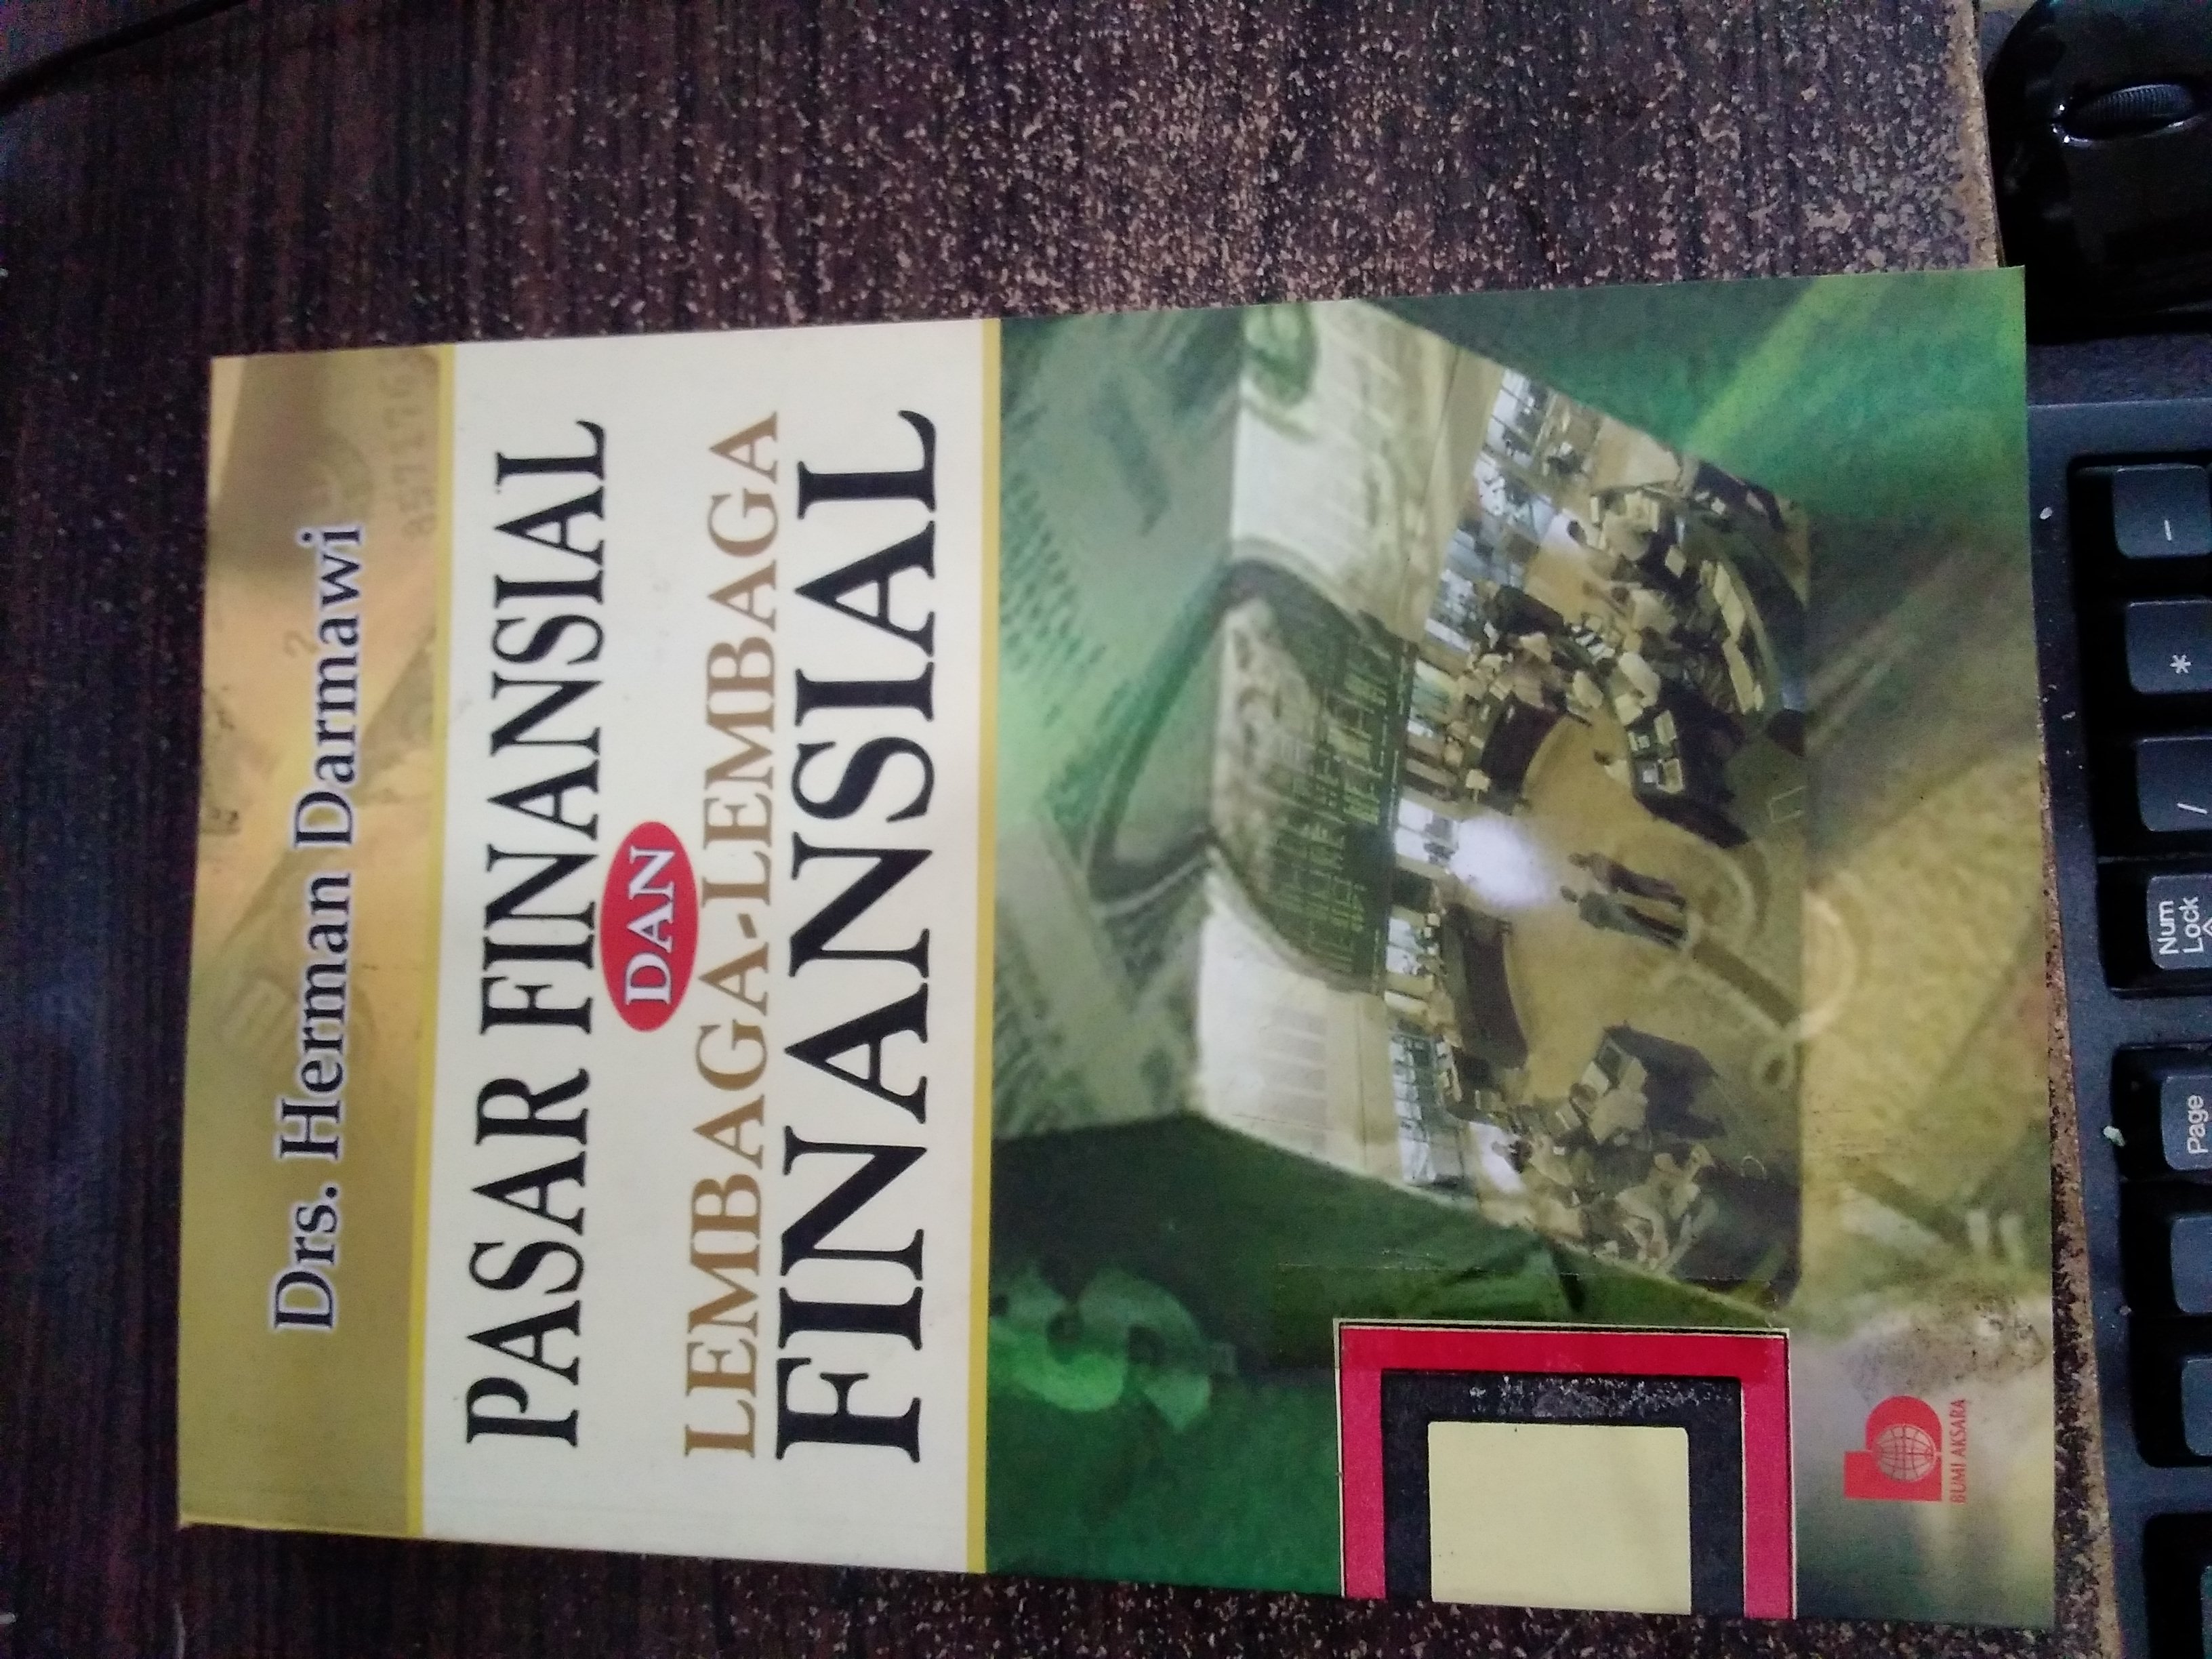 Drs. Herman Darmawi
PASAR FINANSIAL
DAN
LEMBAGA-LEMBAGA
FINANSIAL
BUMI AKSARA
-
*
/
Num
Lock
Page